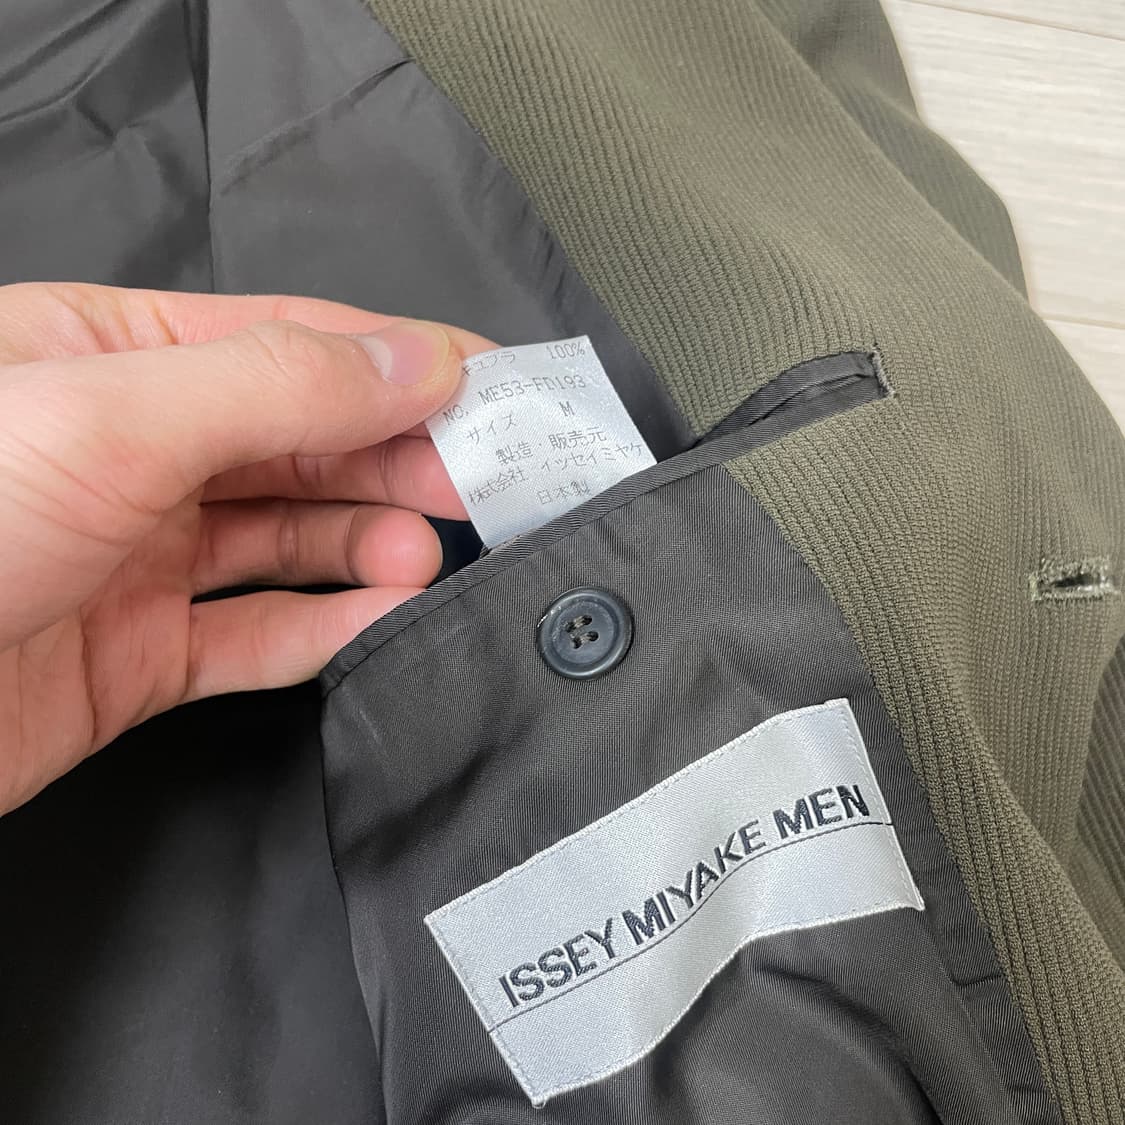 キュプラ 100%
NO. ME53-FD193
サイズ M
製造・販売元
株式会社 イッセイミヤケ
日本製
ISSEY MIYAKE MEN